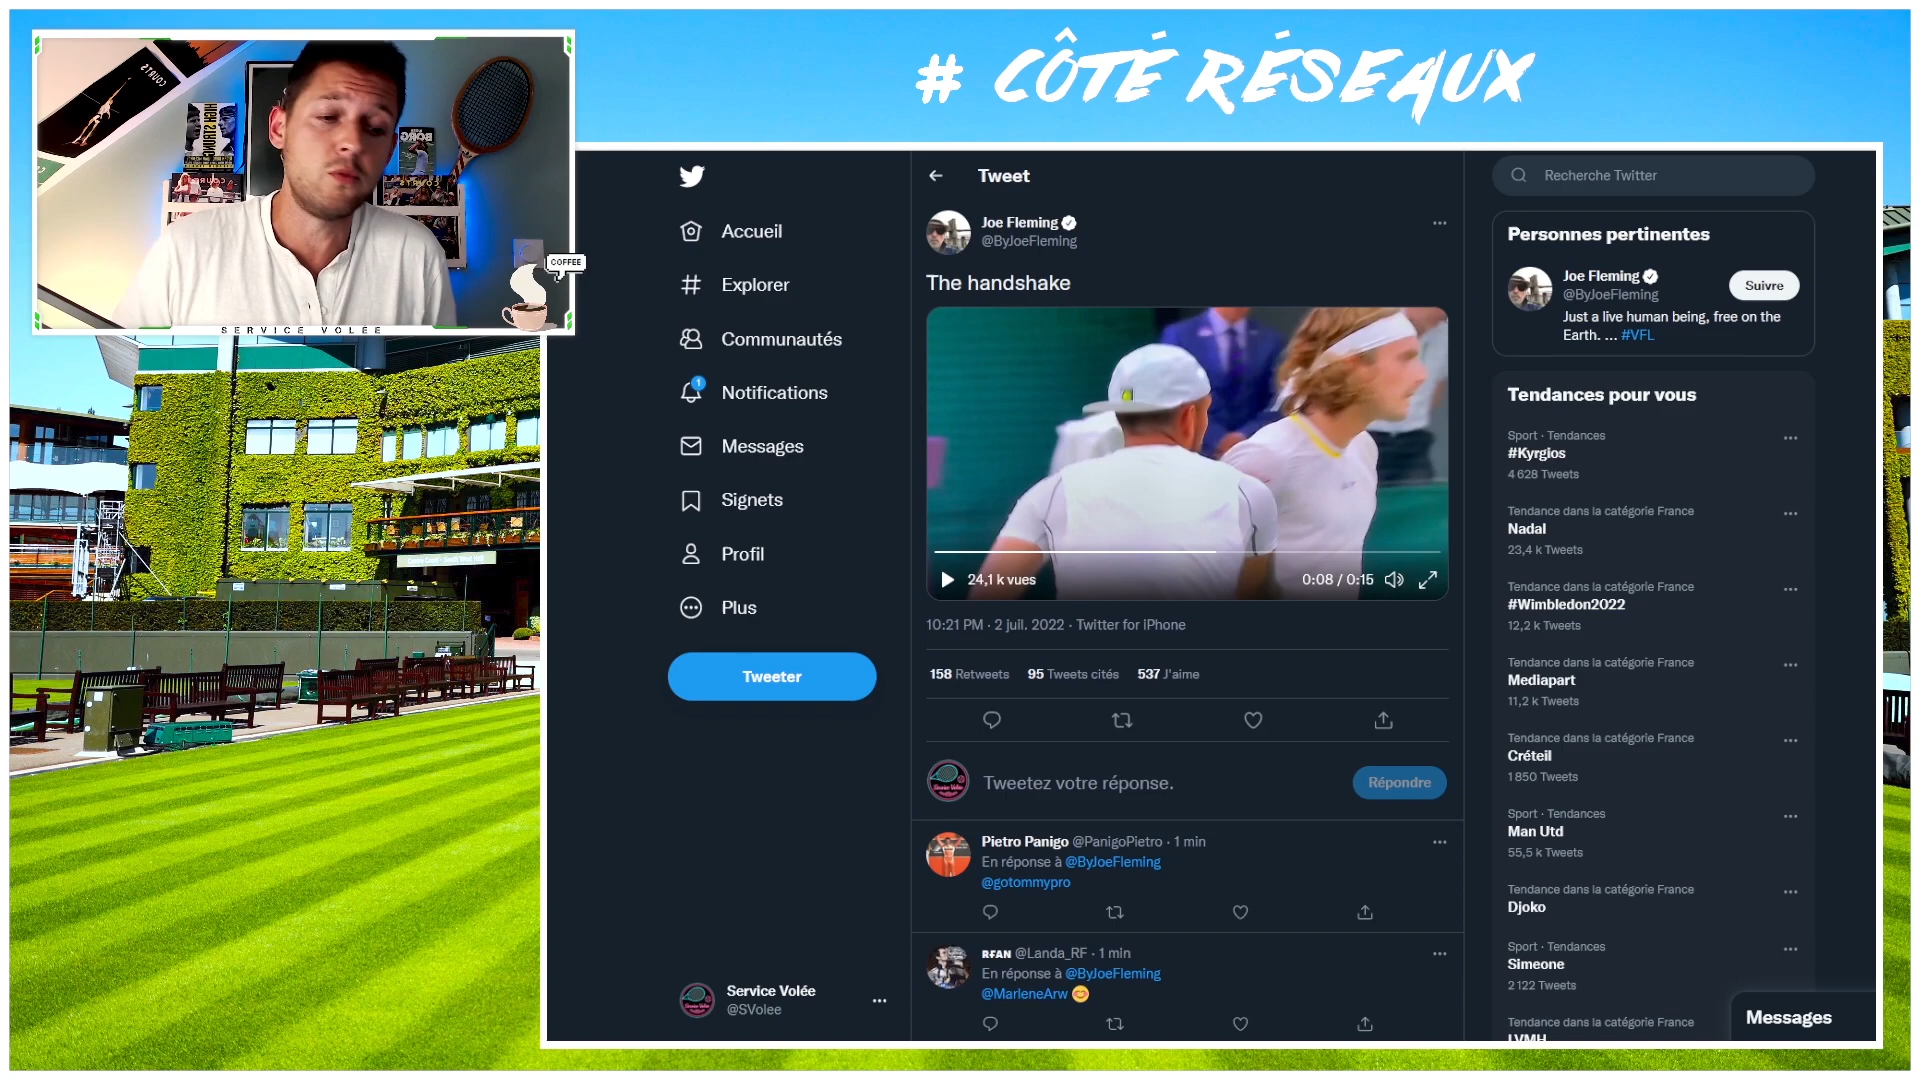 # CÔTÉ RÉSEAUX
COURTS
HIGH STRUNG
BORG
COFFEE
SERVICE VOLÉE
Accueil
Explorer
Communautés
1
Notifications
Messages
Signets
Profil
Plus
Tweeter
Service Volée
@SVolee
Tweet
Joe Fleming
@ByJoeFleming
The handshake
24,1 k vues
0:08 / 0:15
10:21 PM · 2 juil. 2022 · Twitter for iPhone
158 Retweets 95 Tweets cités 537 J'aime
Tweetez votre réponse.
Répondre
Pietro Panigo @PanigoPietro · 1 min
En réponse à @ByJoeFleming
@gotommypro
RFAN @Landa_RF · 1 min
En réponse à @ByJoeFleming
@MarleneArw 😊
Recherche Twitter
Personnes pertinentes
Joe Fleming
@ByJoeFleming
Suivre
Just a live human being, free on the
Earth. ... #VFL
Tendances pour vous
Sport · Tendances
#Kyrgios
4 628 Tweets
Tendance dans la catégorie France
Nadal
23,4 k Tweets
Tendance dans la catégorie France
#Wimbledon2022
12,2 k Tweets
Tendance dans la catégorie France
Mediapart
11,2 k Tweets
Tendance dans la catégorie France
Créteil
1 850 Tweets
Sport · Tendances
Man Utd
55,5 k Tweets
Tendance dans la catégorie France
Djoko
Sport · Tendances
Simeone
2 122 Tweets
Tendance dans la catégorie France
LVMH
Messages